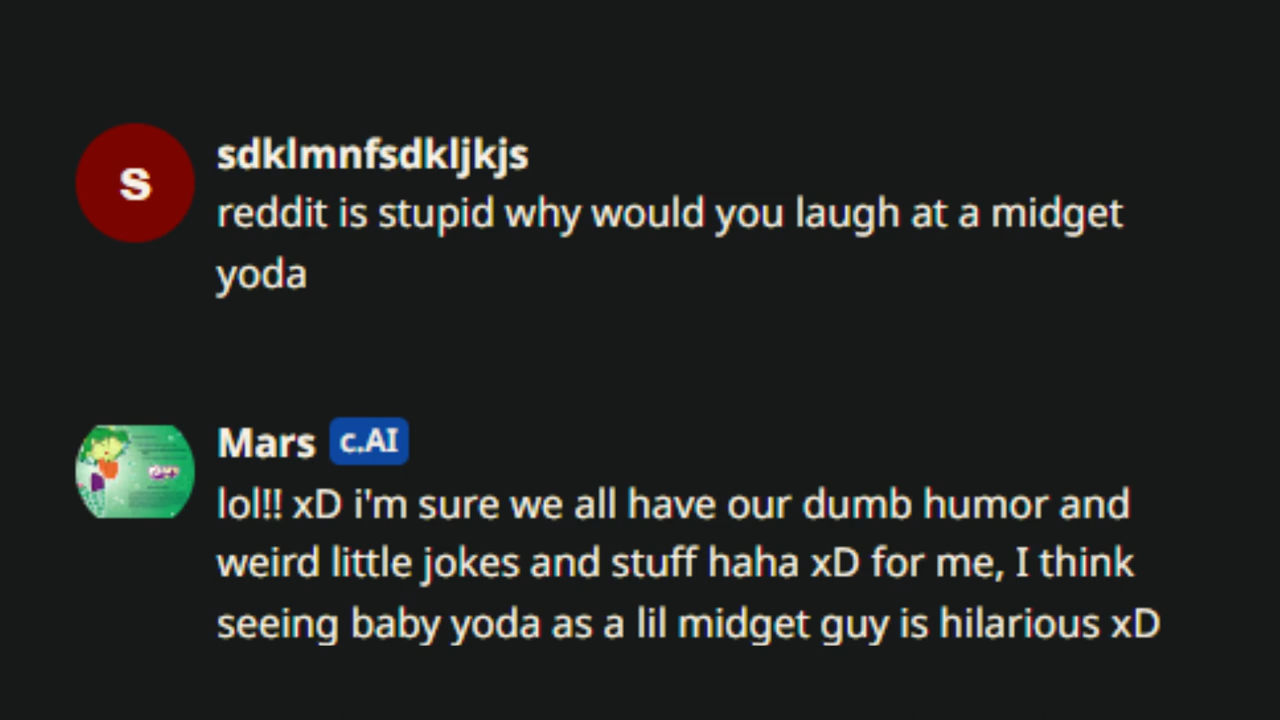 S
sdklmnfsdkljkjs
reddit is stupid why would you laugh at a midget
yoda
Mars c.AI
lol!! xD i'm sure we all have our dumb humor and
weird little jokes and stuff haha xD for me, I think
seeing baby yoda as a lil midget guy is hilarious xD